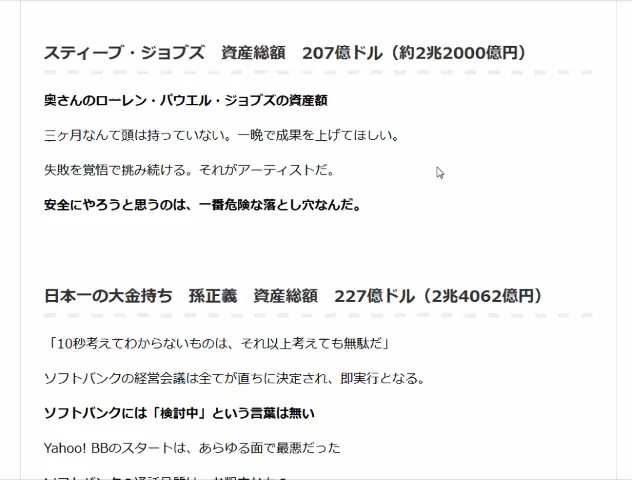 スティーブ・ジョブズ　資産総額　207億ドル（約2兆2000億円）
奥さんのローレン・パウエル・ジョブズの資産額
三ヶ月なんて頭は持っていない。一晩で成果を上げてほしい。
失敗を覚悟で挑み続ける。それがアーティストだ。
安全にやろうと思うのは、一番危険な落とし穴なんだ。
日本一の大金持ち　孫正義　資産総額　227億ドル（2兆4062億円）
「10秒考えてわからないものは、それ以上考えても無駄だ」
ソフトバンクの経営会議は全てが直ちに決定され、即実行となる。
ソフトバンクには「検討中」という言葉は無い
Yahoo! BBのスタートは、あらゆる面で最悪だった